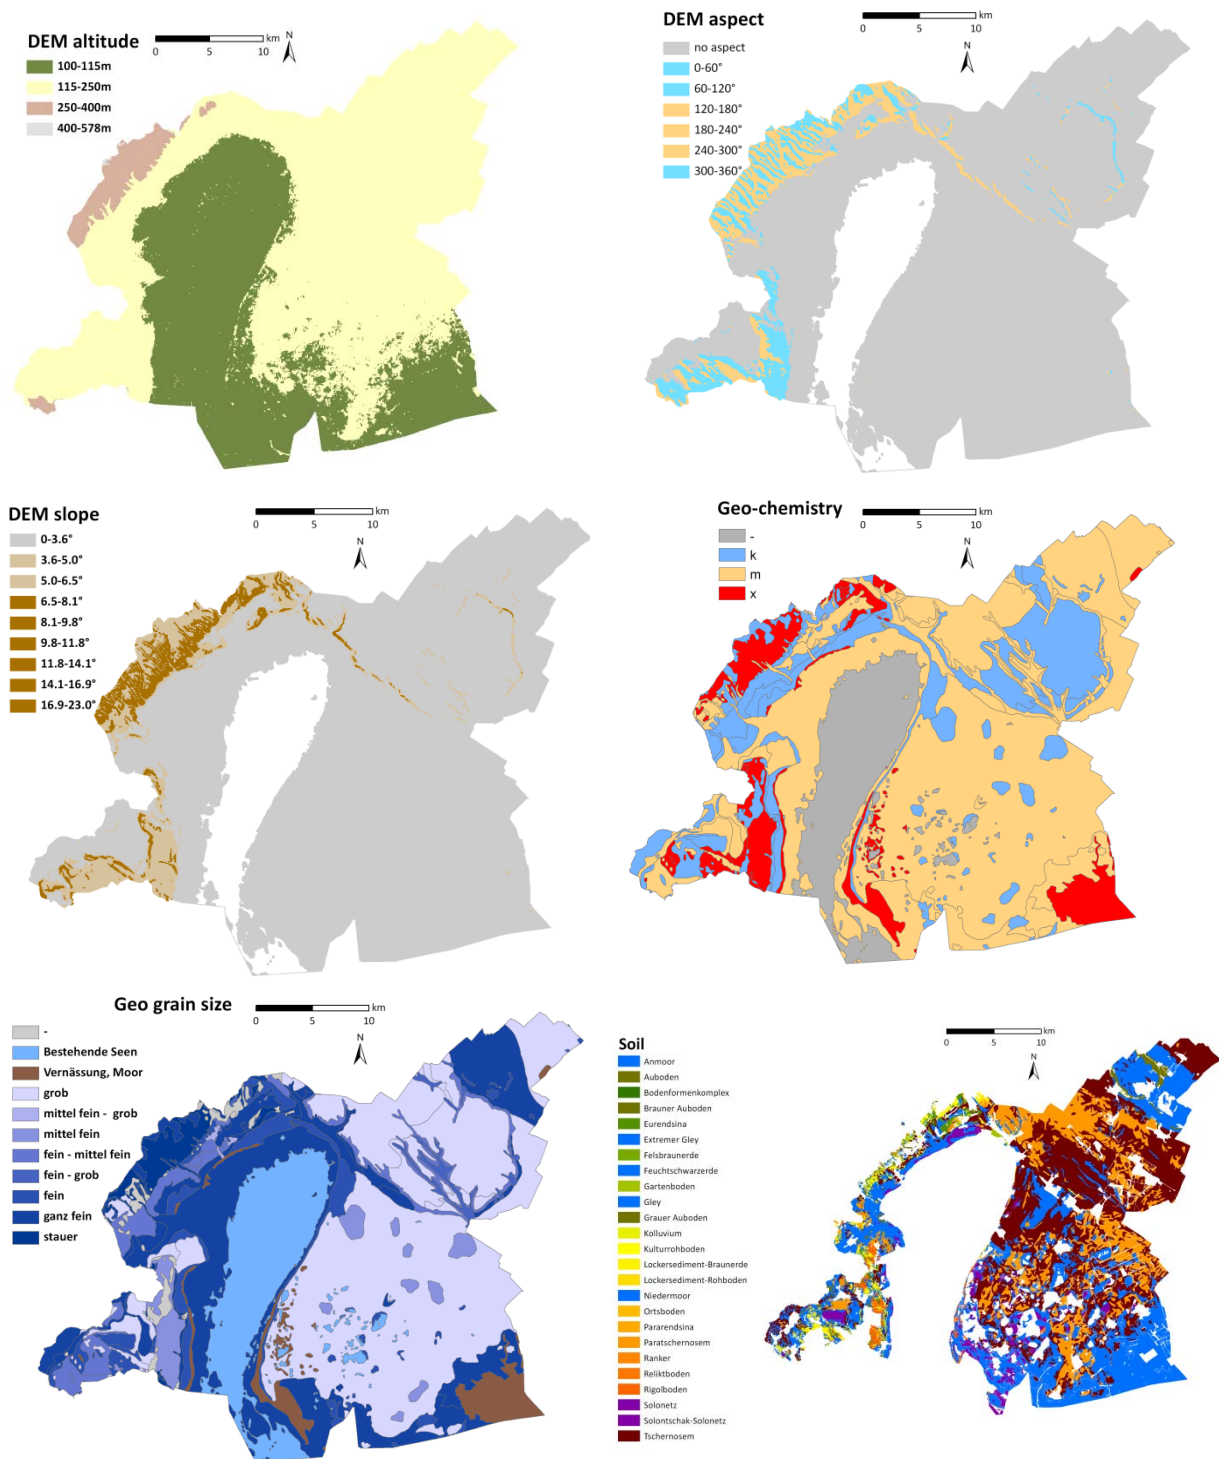 DEM altitude
0 5 10 km
N
100-115m
115-250m
250-400m
400-578m
DEM aspect
0 5 10 km
N
no aspect
0-60°
60-120°
120-180°
180-240°
240-300°
300-360°
DEM slope
0 5 10 km
N
0-3.6°
3.6-5.0°
5.0-6.5°
6.5-8.1°
8.1-9.8°
9.8-11.8°
11.8-14.1°
14.1-16.9°
16.9-23.0°
Geo-chemistry
0 5 10 km
N
-
k
m
x
Geo grain size
0 5 10 km
N
-
Bestehende Seen
Vernässung, Moor
grob
mittel fein - grob
mittel fein
fein - mittel fein
fein - grob
fein
ganz fein
stauer
Soil
0 5 10 km
N
Anmoor
Auboden
Bodenformenkomplex
Brauner Auboden
Eurendsina
Extremer Gley
Felsbraunerde
Feuchtschwarzerde
Gartenboden
Gley
Grauer Auboden
Kolluvium
Kulturrohboden
Lockersediment-Braunerde
Lockersediment-Rohboden
Niedermoor
Ortsboden
Pararendsina
Paratschernosem
Ranker
Reliktboden
Rigolboden
Solonetz
Solontschak-Solonetz
Tschernosem